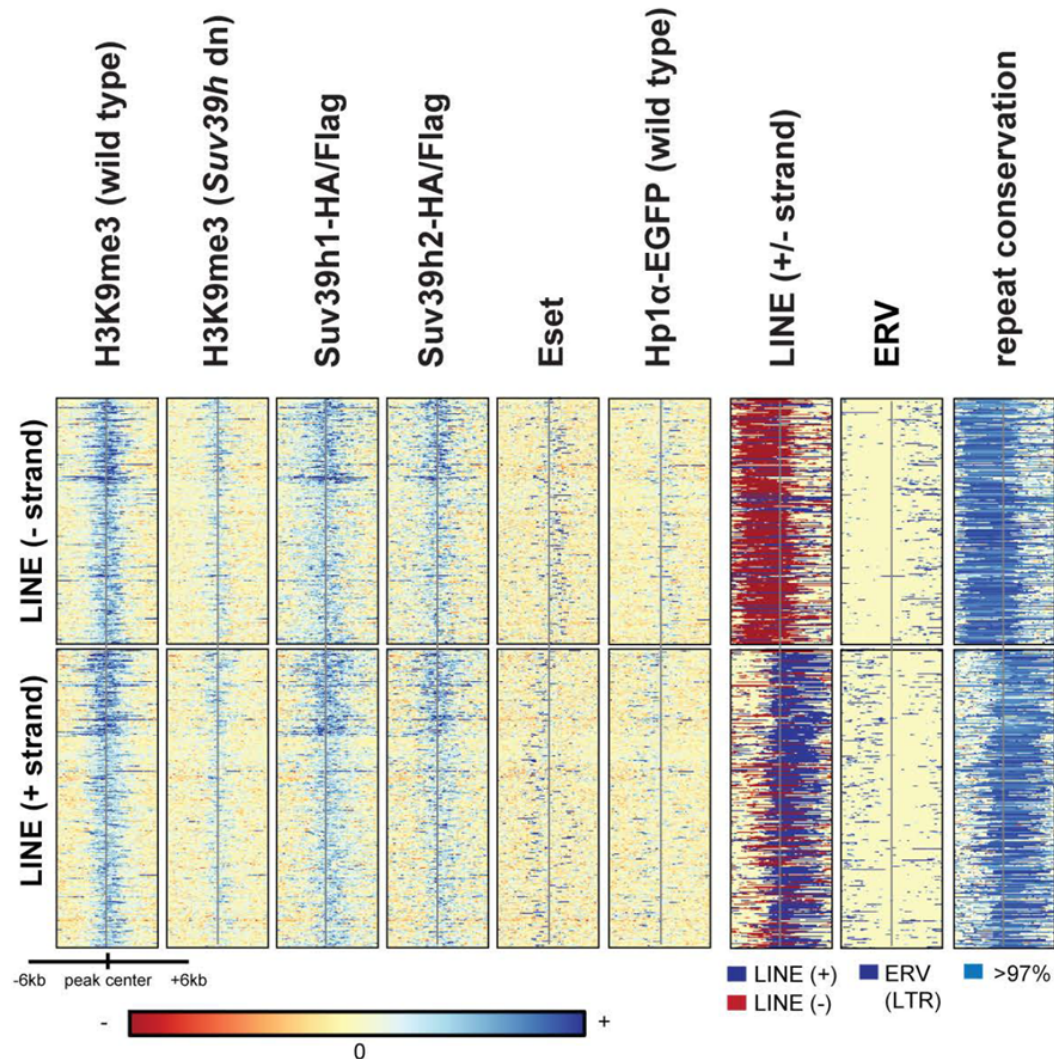 H3K9me3 (wild type)
H3K9me3 (Suv39h dn)
Suv39h1-HA/Flag
Suv39h2-HA/Flag
Eset
Hp1α-EGFP (wild type)
LINE (+/- strand)
ERV
repeat conservation
LINE (- strand)
LINE (+ strand)
-6kb peak center +6kb
LINE (+)
LINE (-)
ERV
(LTR)
>97%
- +
0